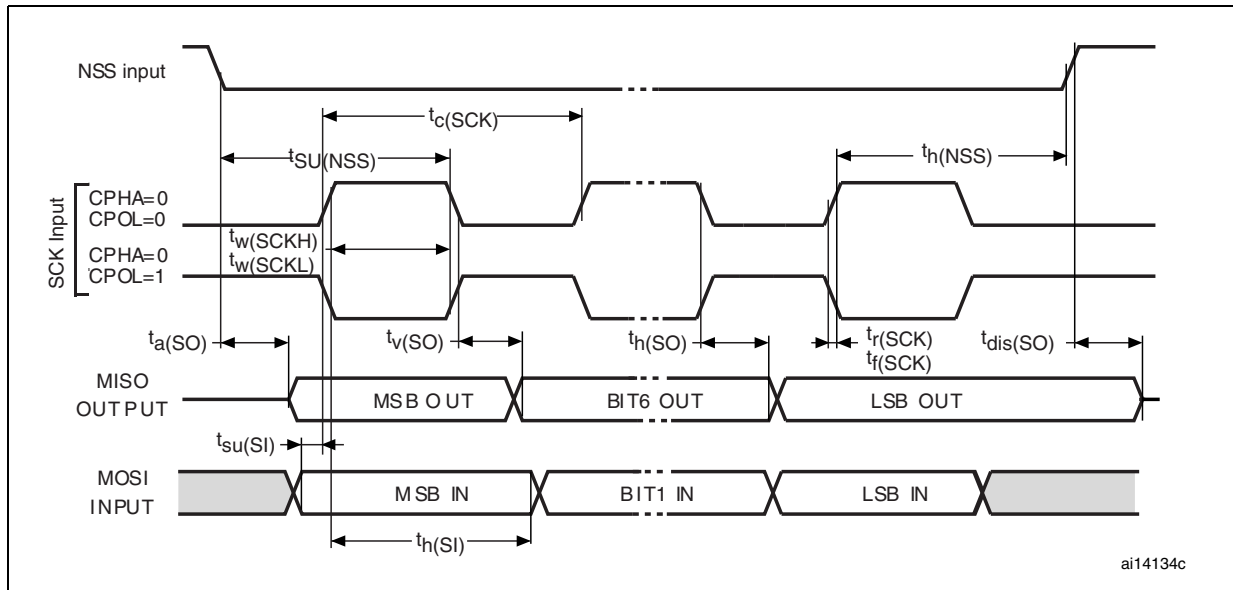 NSS input
tc(SCK)
tSU(NSS)
th(NSS)
SCK Input
CPHA=0
CPOL=0
tw(SCKH)
CPHA=0
tw(SCKL)
CPOL=1
ta(SO)
tv(SO)
th(SO)
tr(SCK)
tf(SCK)
tdis(SO)
MISO
OUTPUT
MSB OUT
BIT6 OUT
LSB OUT
tsu(SI)
MOSI
INPUT
MSB IN
BIT1 IN
LSB IN
th(SI)
ai14134c